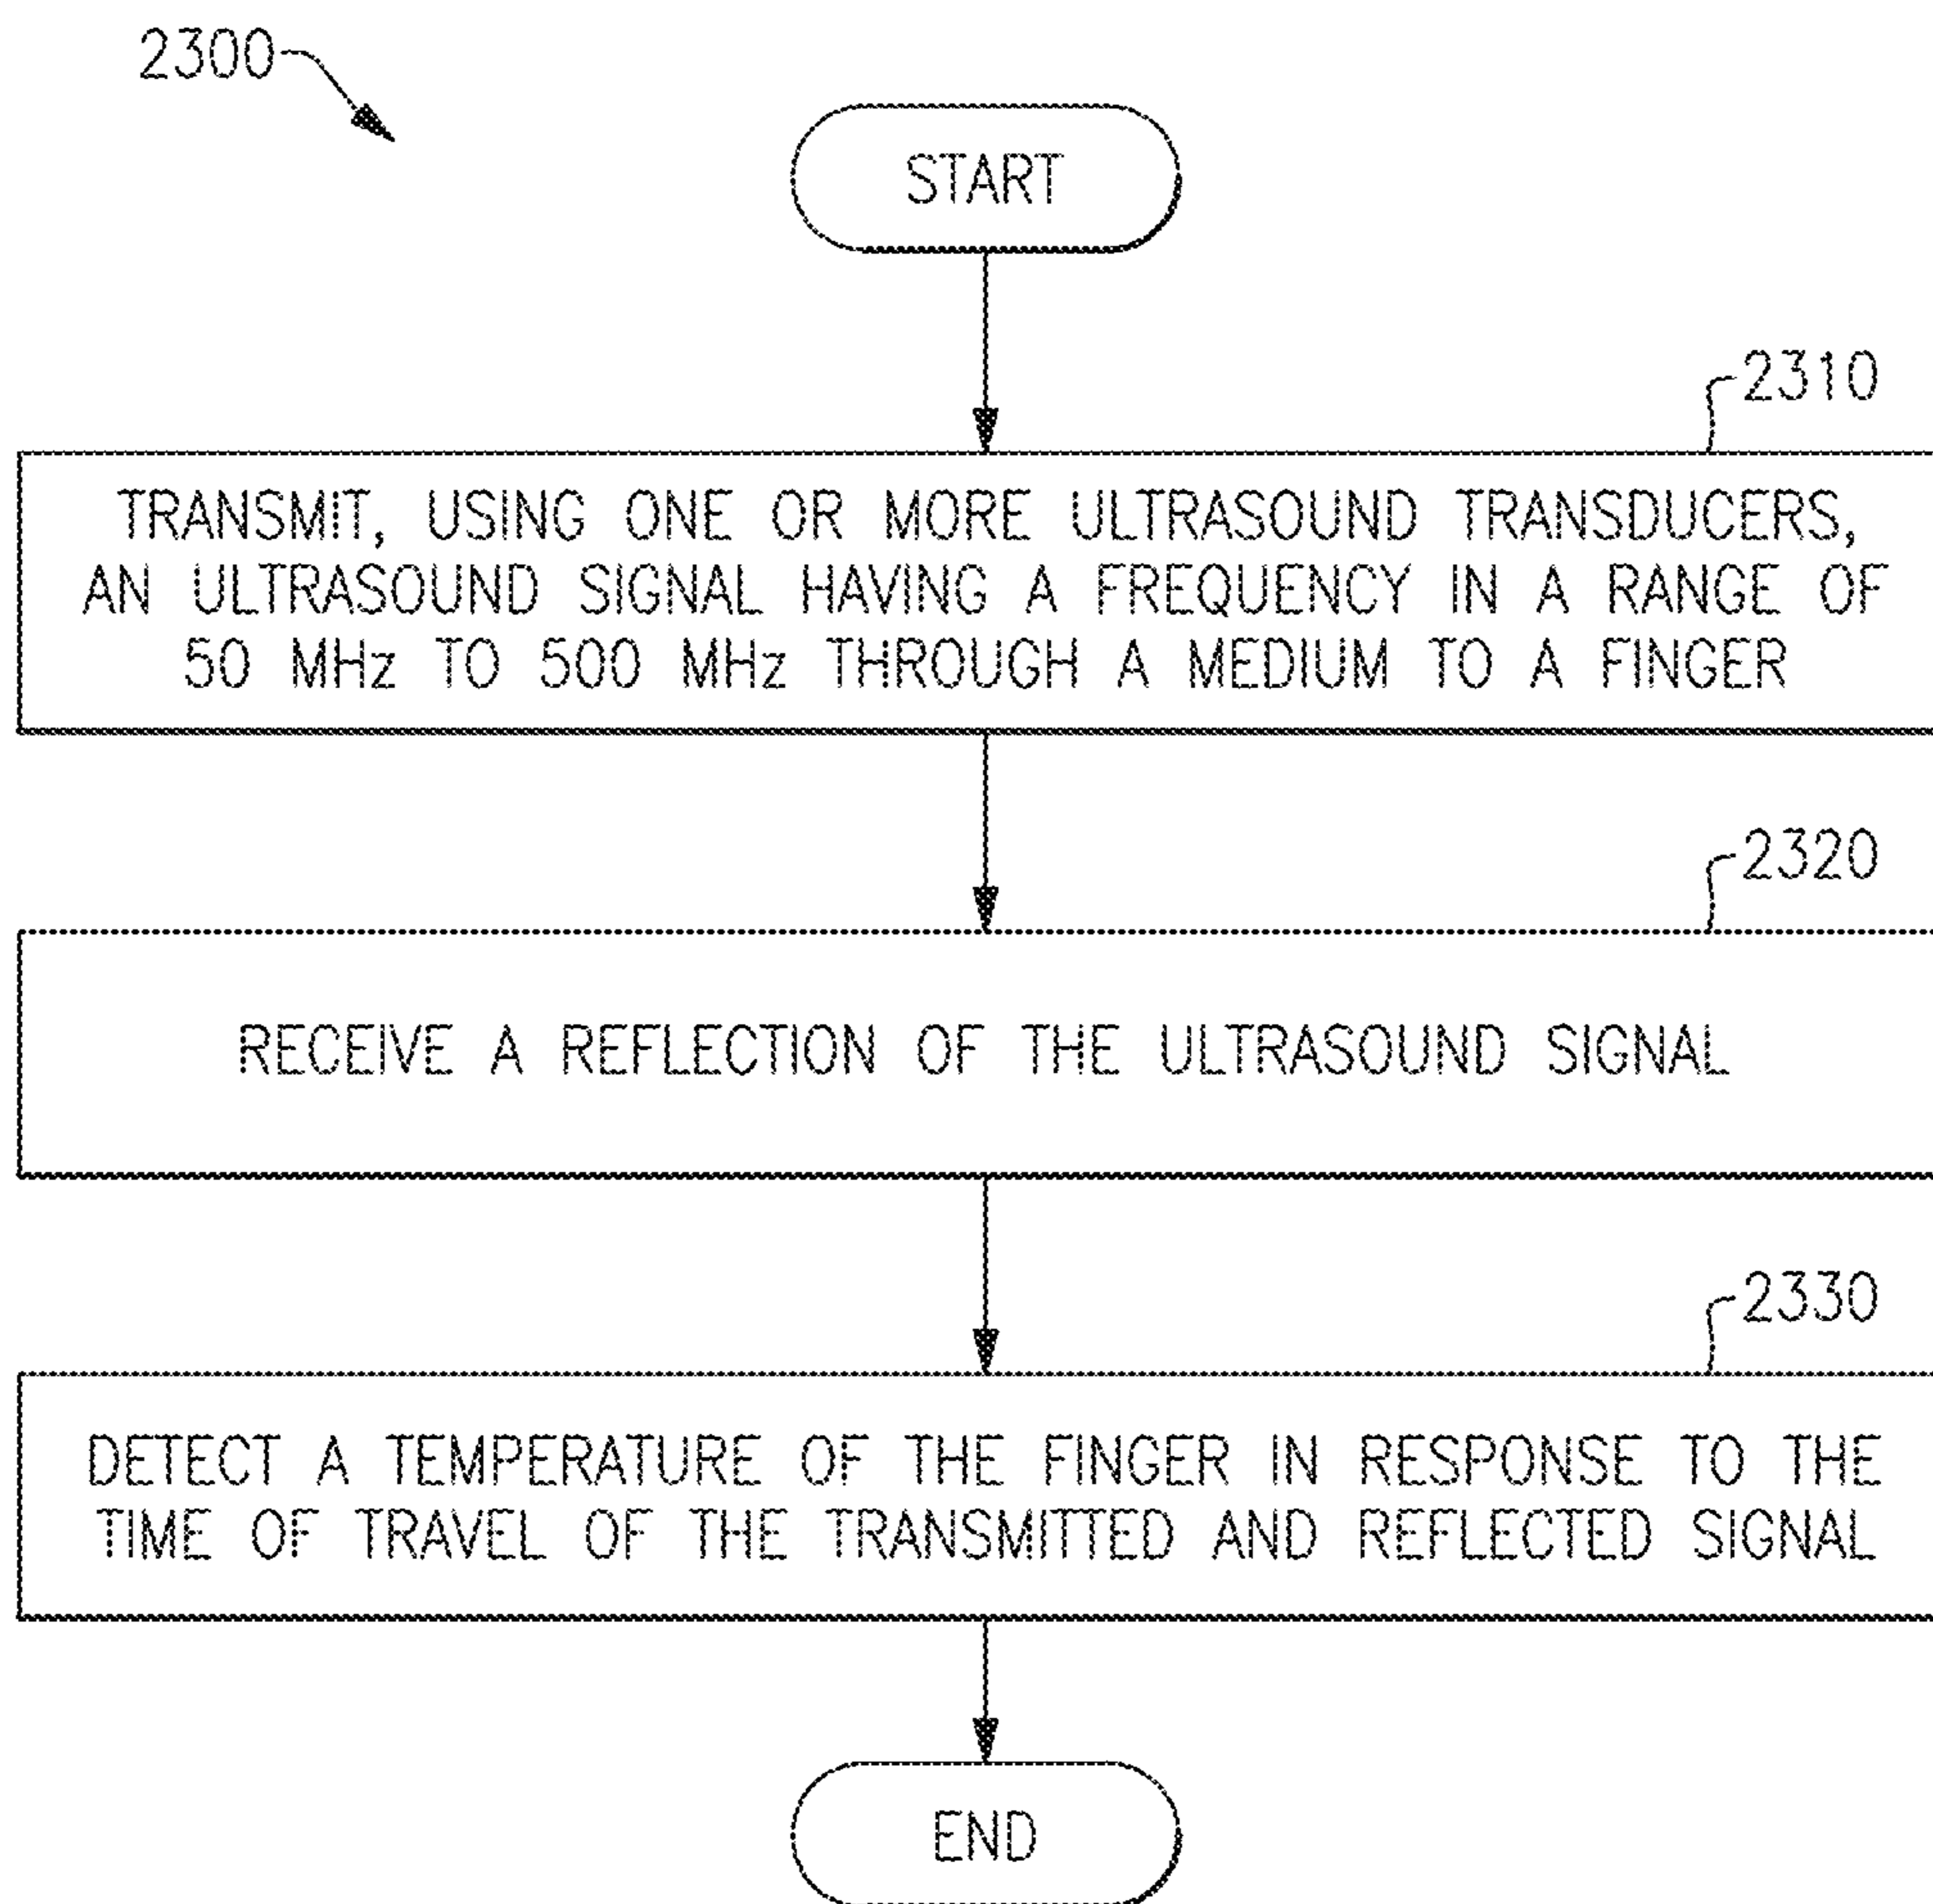 2300
START
2310
TRANSMIT, USING ONE OR MORE ULTRASOUND TRANSDUCERS,
AN ULTRASOUND SIGNAL HAVING A FREQUENCY IN A RANGE OF
50 MHz TO 500 MHz THROUGH A MEDIUM TO A FINGER
2320
RECEIVE A REFLECTION OF THE ULTRASOUND SIGNAL
2330
DETECT A TEMPERATURE OF THE FINGER IN RESPONSE TO THE
TIME OF TRAVEL OF THE TRANSMITTED AND REFLECTED SIGNAL
END